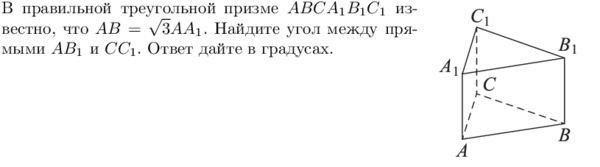 В правильной треугольной призме ABCA₁B₁C₁ из-
вестно, что AB = √3AA₁. Найдите угол между пря-
мыми AB₁ и CC₁. Ответ дайте в градусах.
C₁
B₁
A₁
C
B
A